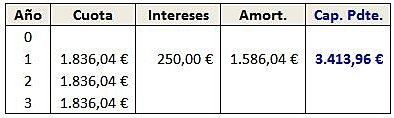 Año Cuota Intereses Amort. Cap. Pdte.
0
1 1.836,04 € 250,00 € 1.586,04 € 3.413,96 €
2 1.836,04 €
3 1.836,04 €